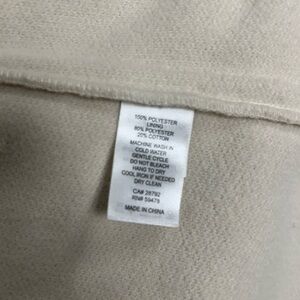 100% POLYESTER
LINING
80% POLYESTER
20% COTTON
MACHINE WASH IN
COLD WATER
GENTLE CYCLE
DO NOT BLEACH
HANG TO DRY
COOL IRON IF NEEDED
DRY CLEAN
CA# 28792
RN# 59479
MADE IN CHINA